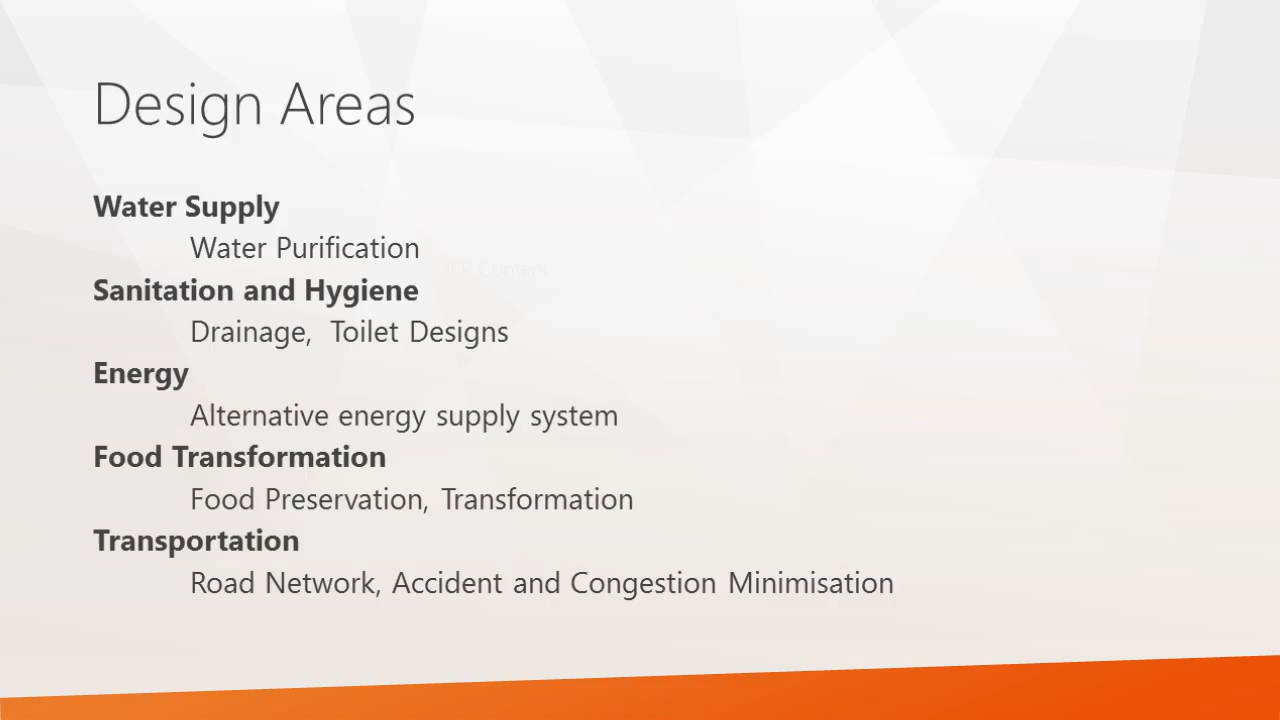 Design Areas
Water Supply
Water Purification
Sanitation and Hygiene
Drainage, Toilet Designs
Energy
Alternative energy supply system
Food Transformation
Food Preservation, Transformation
Transportation
Road Network, Accident and Congestion Minimisation